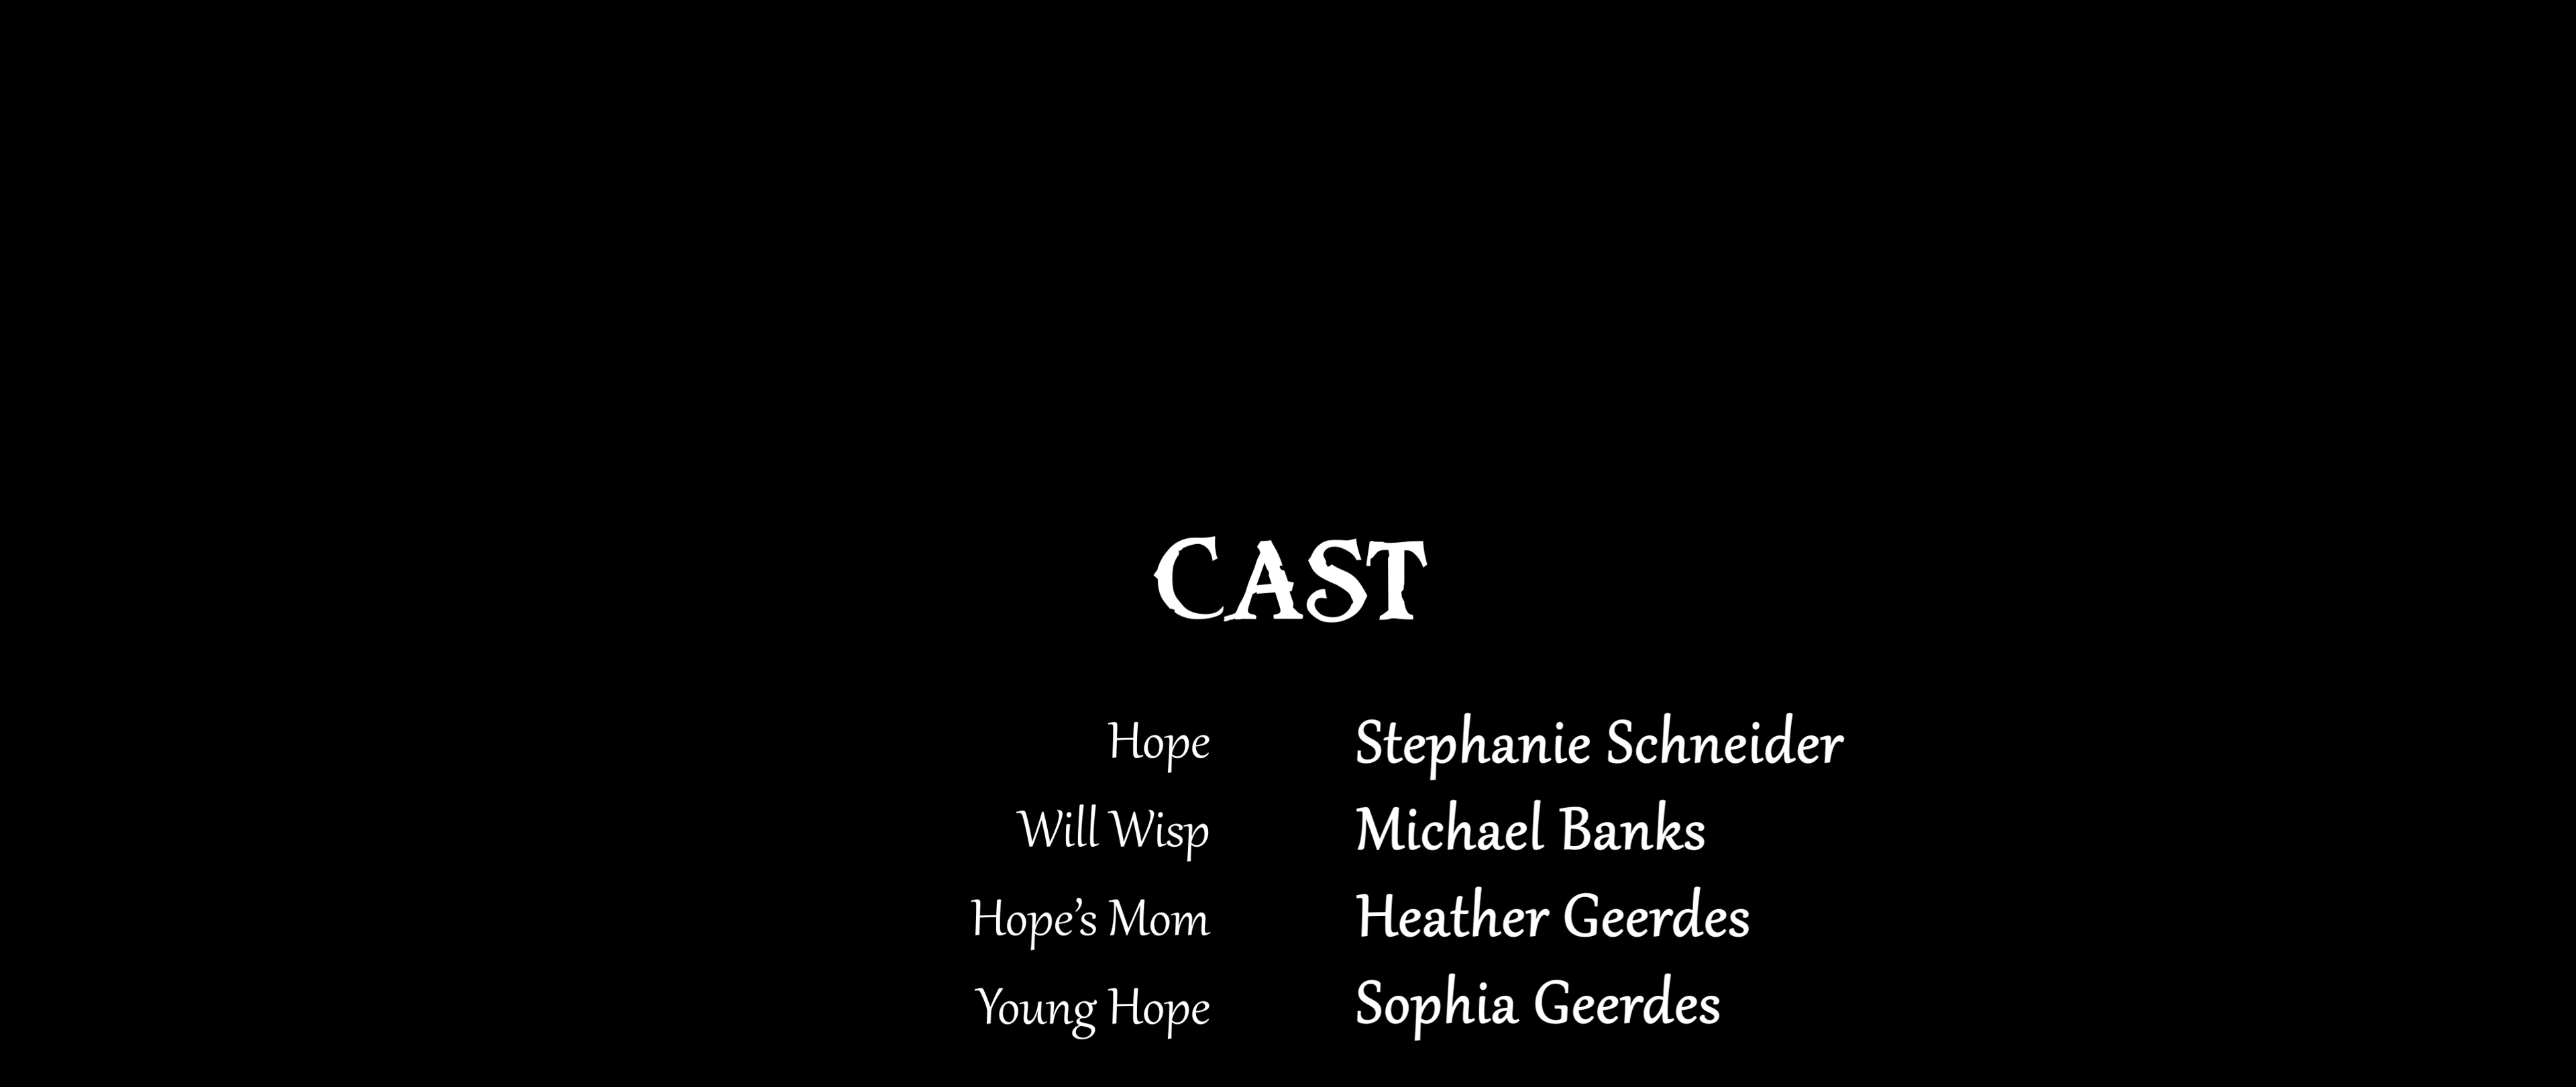 CAST
Hope Stephanie Schneider
Will Wisp Michael Banks
Hope’s Mom Heather Geerdes
Young Hope Sophia Geerdes